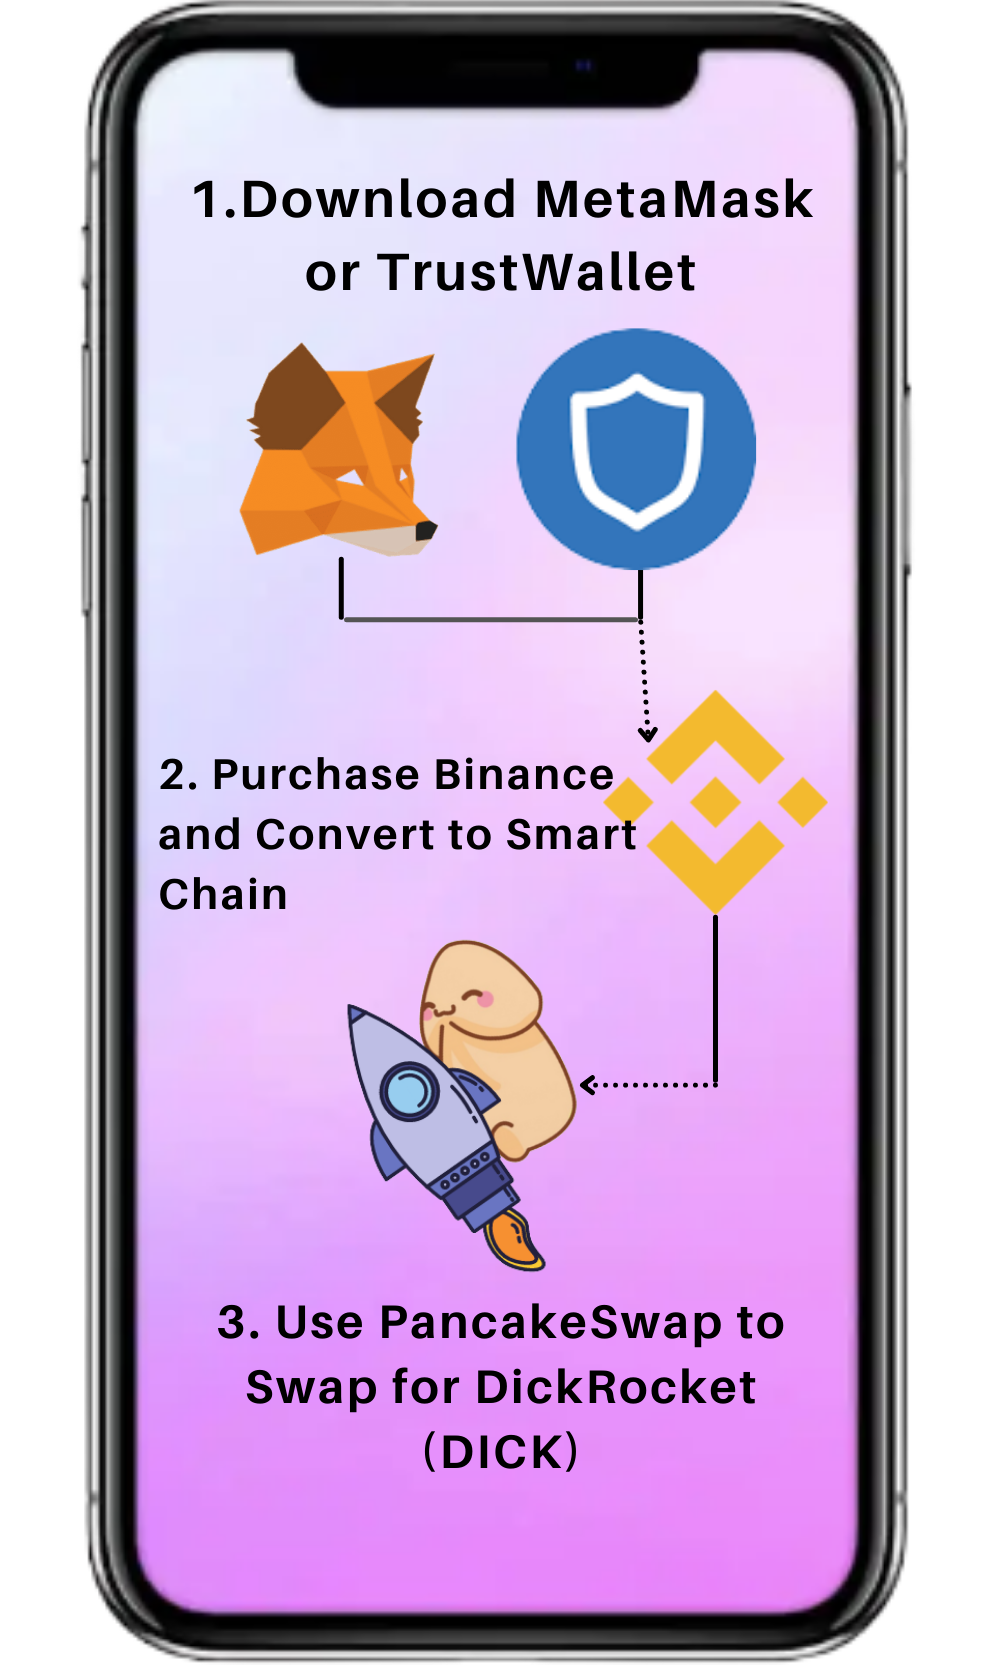 1.Download MetaMask
or TrustWallet
2. Purchase Binance
and Convert to Smart
Chain
3. Use PancakeSwap to
Swap for DickRocket
(DICK)